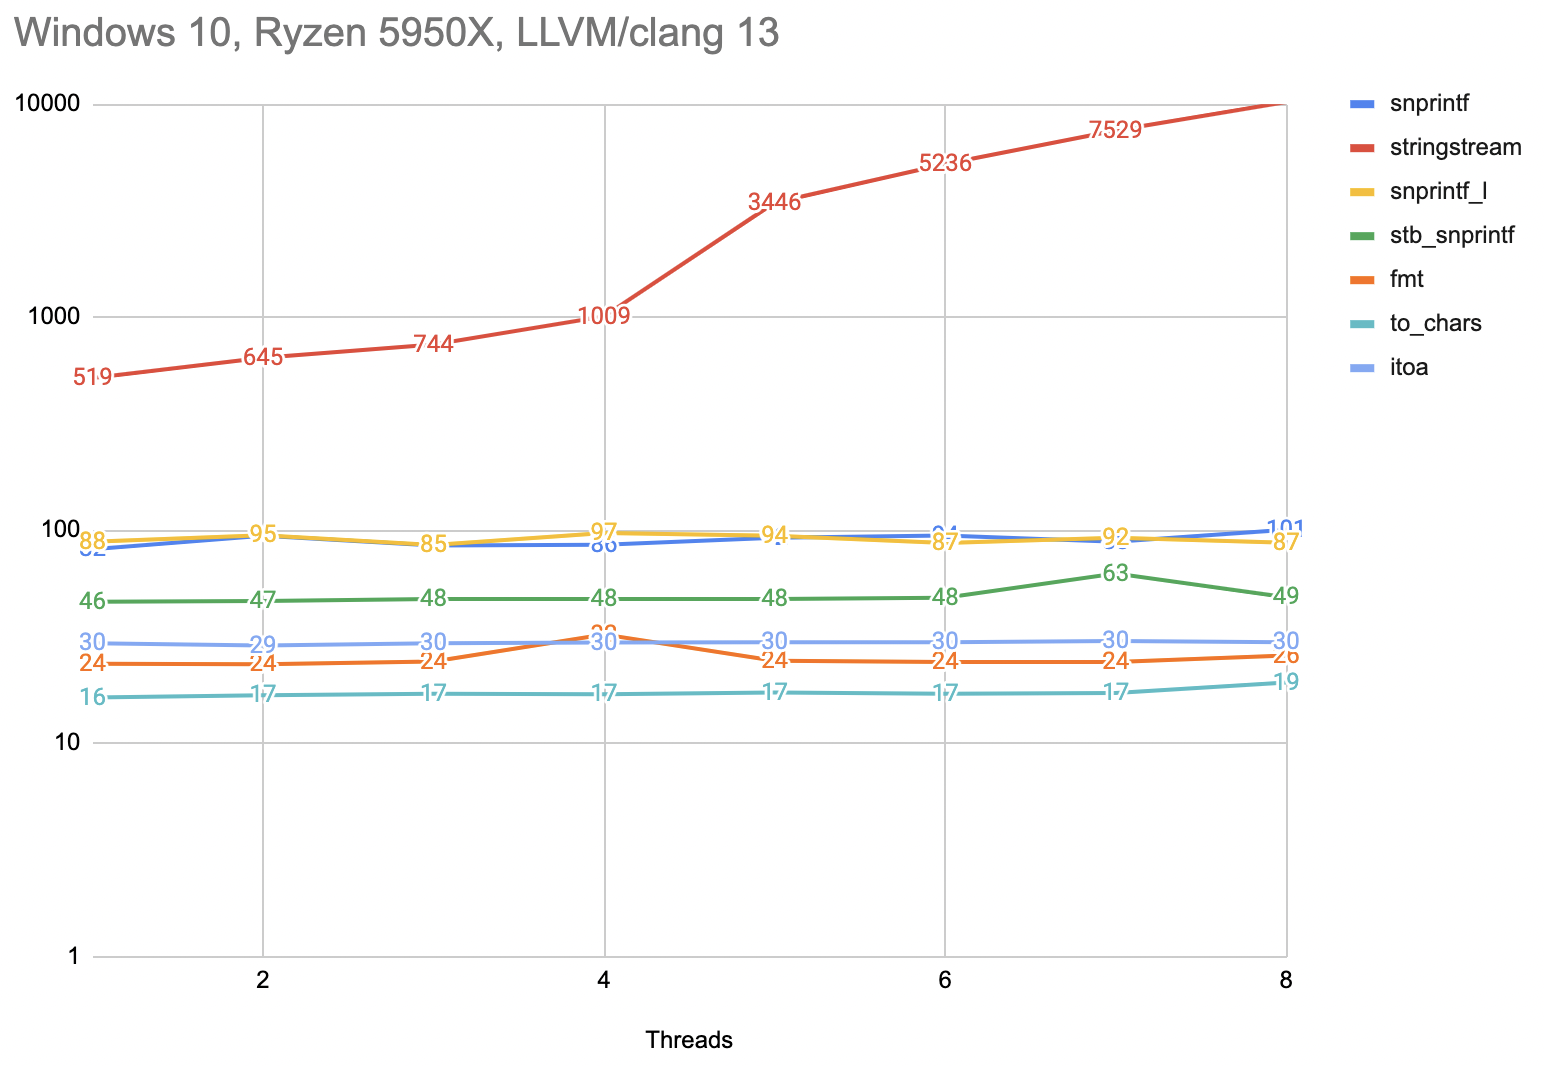 Windows 10, Ryzen 5950X, LLVM/clang 13
10000
1000
100
10
1
2
4
6
8
Threads
snprintf
stringstream
snprintf_l
stb_snprintf
fmt
to_chars
itoa
519 645 744 1009 3446 5236 7529
88 95 85 97 94 87 92 87
86 94 101
46 47 48 48 48 48 63 49
30 29 30 30 30 30 30 30
24 24 24 24 24 24 26
16 17 17 17 17 17 17 19